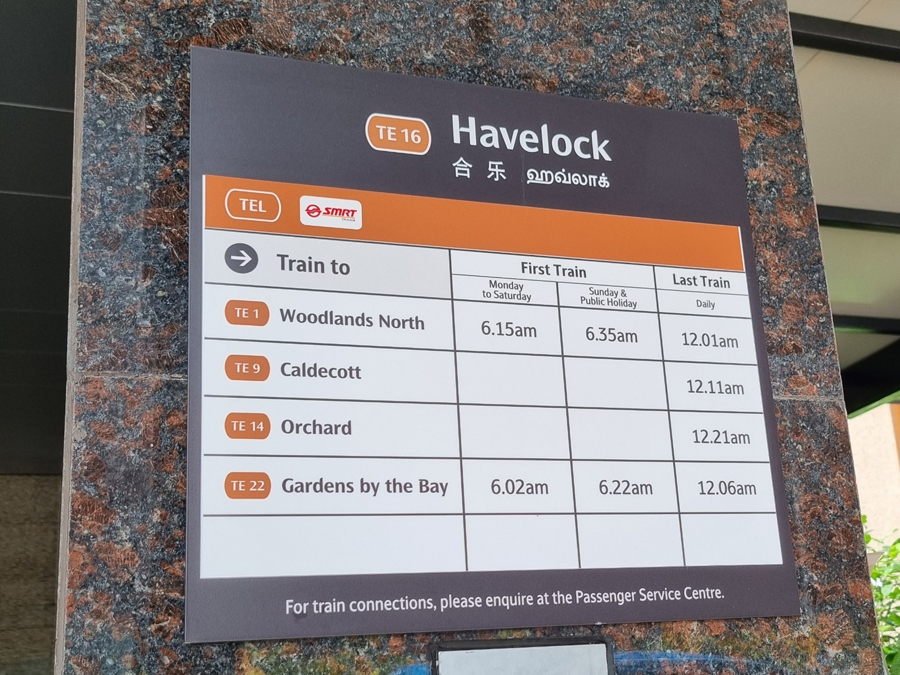 TE 16 Havelock
合 乐 ஹவ்லாக்
TEL SMRT
Train to
First Train
Last Train
Monday to Saturday
Sunday & Public Holiday
Daily
TE 1 Woodlands North 6.15am 6.35am 12.01am
TE 9 Caldecott 12.11am
TE 14 Orchard 12.21am
TE 22 Gardens by the Bay 6.02am 6.22am 12.06am
For train connections, please enquire at the Passenger Service Centre.